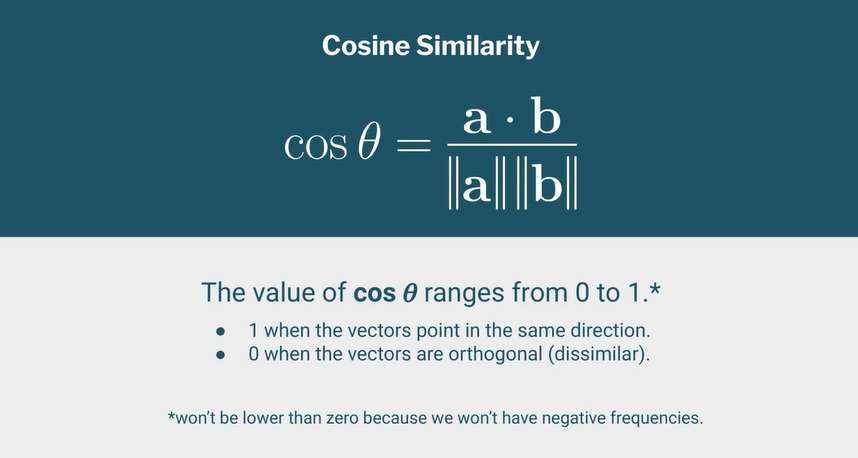 Cosine Similarity
cos θ = a · b / ‖a‖ ‖b‖
The value of cos θ ranges from 0 to 1.*
● 1 when the vectors point in the same direction.
● 0 when the vectors are orthogonal (dissimilar).
*won’t be lower than zero because we won’t have negative frequencies.